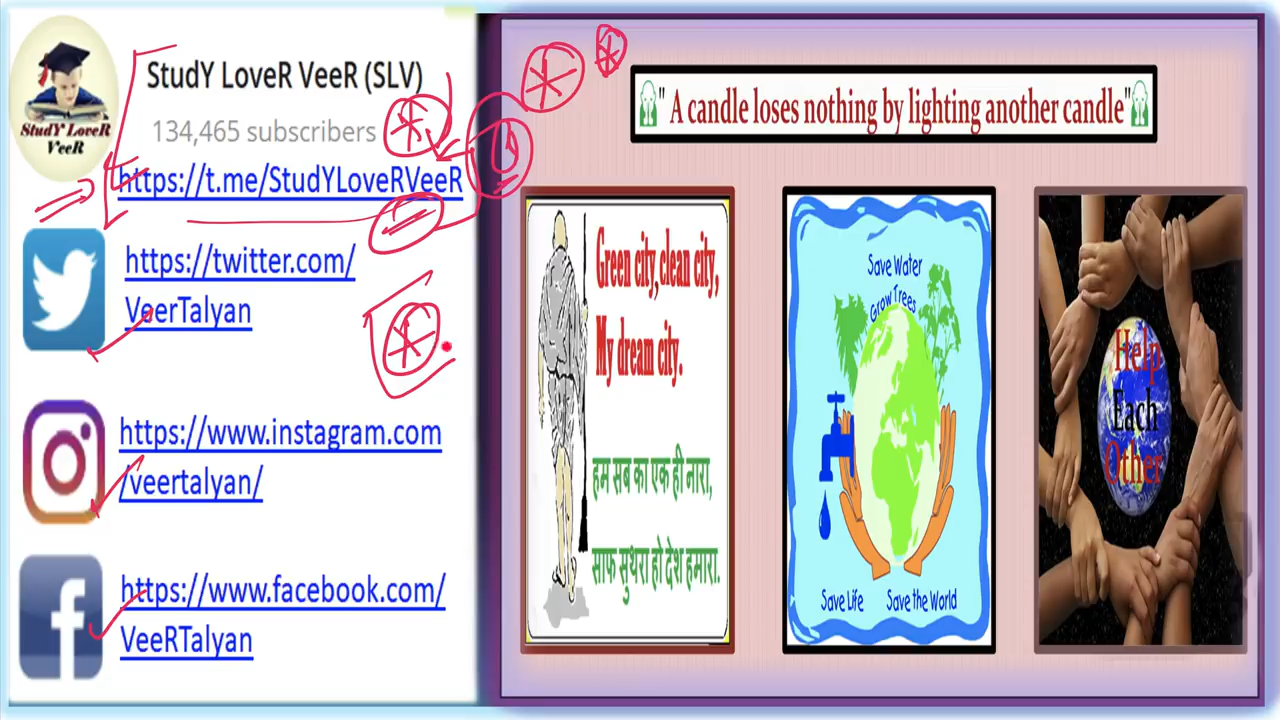 StudY LoveR VeeR (SLV)
StudY LoveR
VeeR
134,465 subscribers
https://t.me/StudYLoveRVeeR
https://twitter.com/
VeerTalyan
https://www.instagram.com
/veertalyan/
https://www.facebook.com/
VeeRTalyan
" A candle loses nothing by lighting another candle"
Green city,clean city,
My dream city.
हम सब का एक ही नारा,
साफ सुथरा हो देश हमारा.
Save Water
Grow Trees
Save Life Save the World
Help
Each
Other